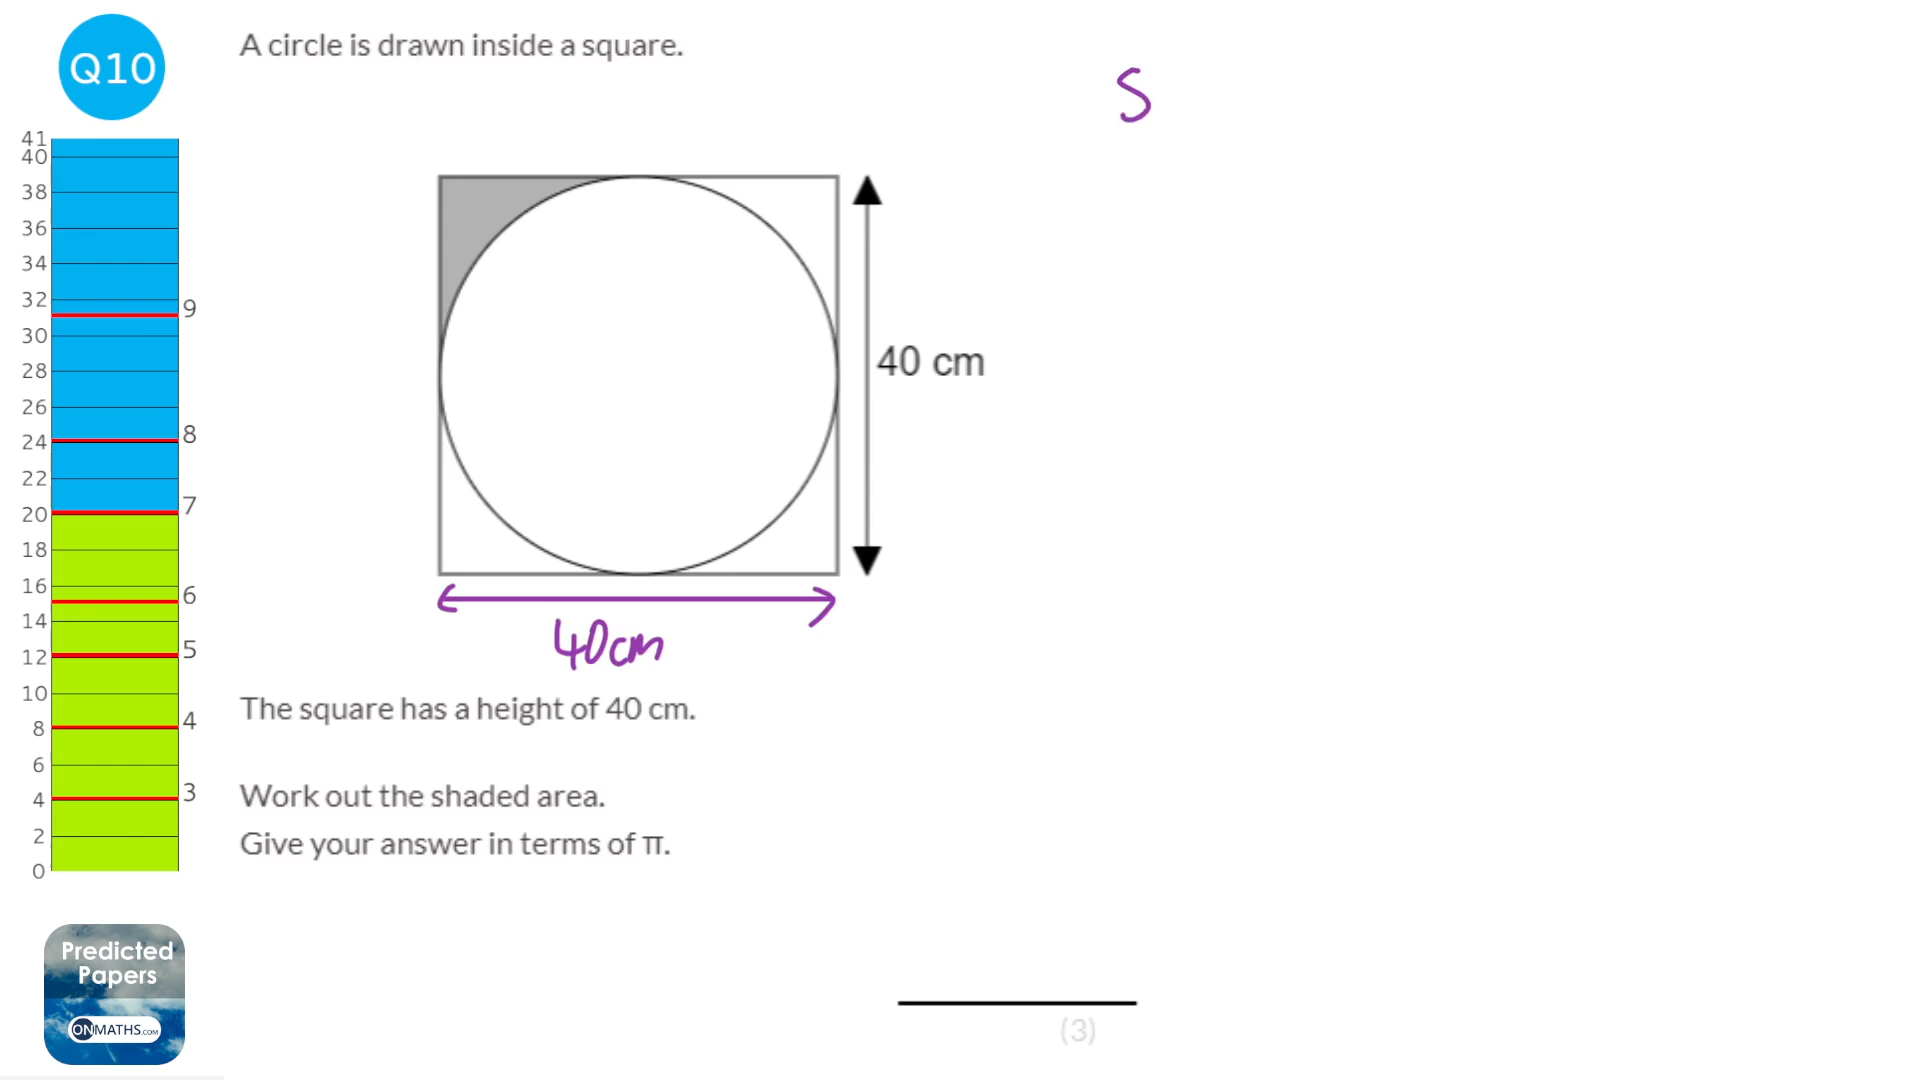 Q10
A circle is drawn inside a square.
S
41
40
38
36
34
32
9
30
28
26
8
24
22
7
20
18
16
6
14
5
12
10
4
8
6
3
4
2
0
40 cm
40cm
The square has a height of 40 cm.
Work out the shaded area.
Give your answer in terms of π.
(3)
Predicted
Papers
ONMATHS.COM